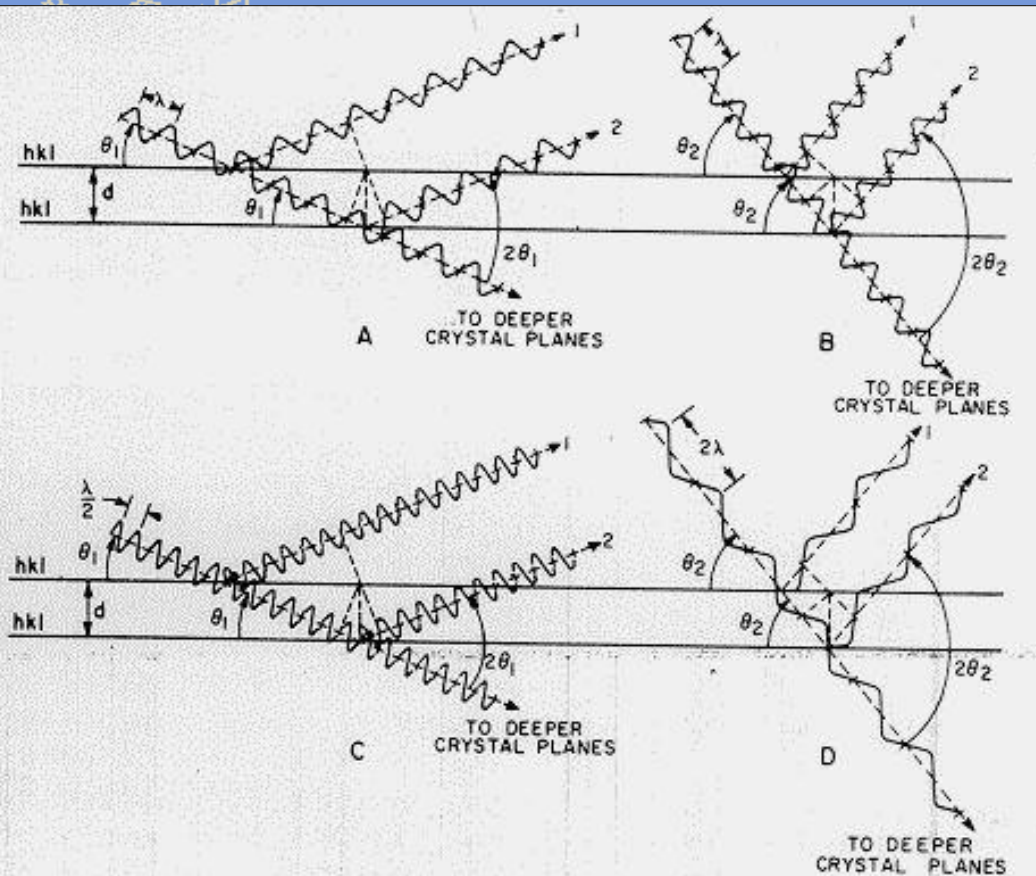 1
λ
θ₁
2
hkl
d
θ₁
hkl
2θ₁
TO DEEPER
CRYSTAL PLANES
A
λ
1
2
θ₂
θ₂
2θ₂
B
TO DEEPER
CRYSTAL PLANES
1
λ/2
θ₁
2
hkl
d
θ₁
hkl
2θ₁
TO DEEPER
CRYSTAL PLANES
C
2λ
1
2
θ₂
θ₂
2θ₂
D
TO DEEPER
CRYSTAL PLANES